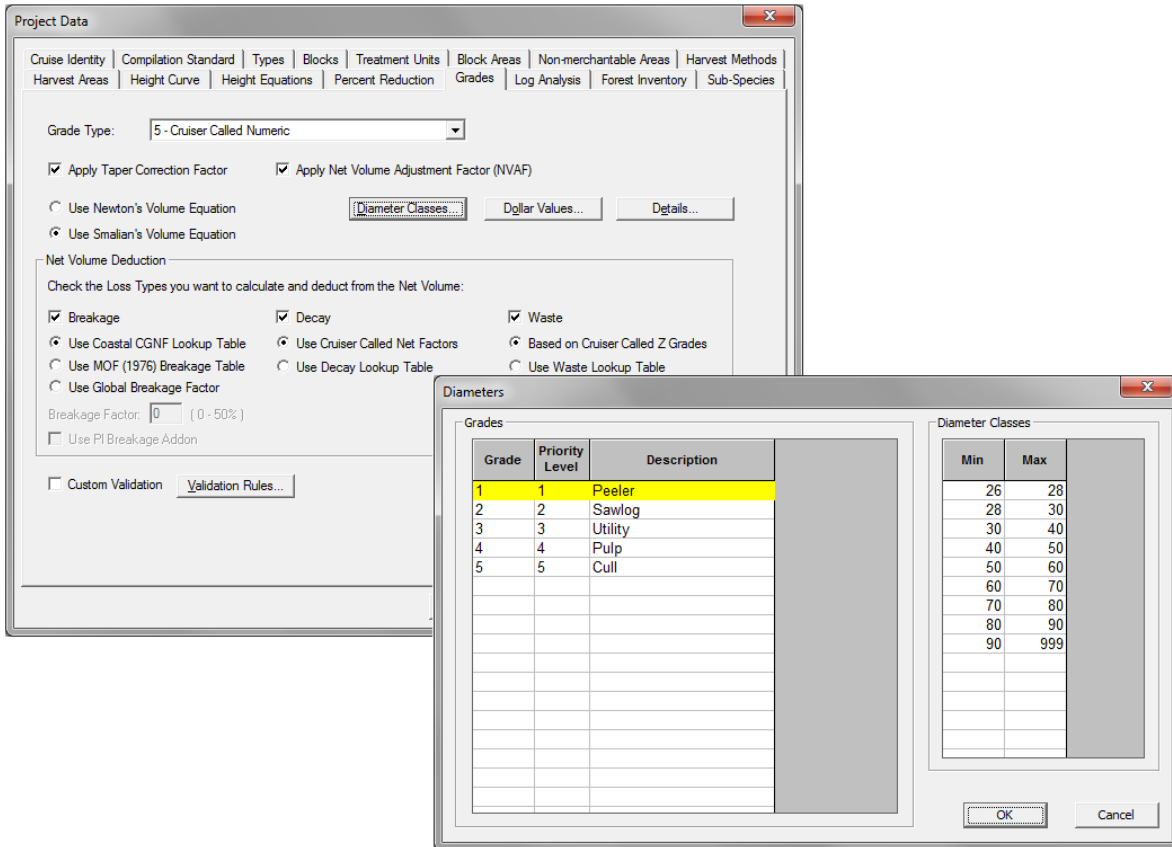 Project Data
Cruise Identity Compilation Standard Types Blocks Treatment Units Block Areas Non-merchantable Areas Harvest Methods
Harvest Areas Height Curve Height Equations Percent Reduction Grades Log Analysis Forest Inventory Sub-Species
Grade Type: 5 - Cruiser Called Numeric
Apply Taper Correction Factor Apply Net Volume Adjustment Factor (NVAF)
Use Newton's Volume Equation Diameter Classes... Dollar Values... Details...
Use Smalian's Volume Equation
Net Volume Deduction
Check the Loss Types you want to calculate and deduct from the Net Volume:
Breakage Decay Waste
Use Coastal CGNF Lookup Table Use Cruiser Called Net Factors Based on Cruiser Called Z Grades
Use MOF (1976) Breakage Table Use Decay Lookup Table Use Waste Lookup Table
Use Global Breakage Factor
Breakage Factor: 0 ( 0 - 50% )
Use Pl Breakage Addon
Custom Validation Validation Rules...
Diameters
Grades Diameter Classes
Grade Priority Level Description Min Max
1 1 Peeler 26 28
2 2 Sawlog 28 30
3 3 Utility 30 40
4 4 Pulp 40 50
5 5 Cull 50 60
60 70
70 80
80 90
90 999
OK Cancel